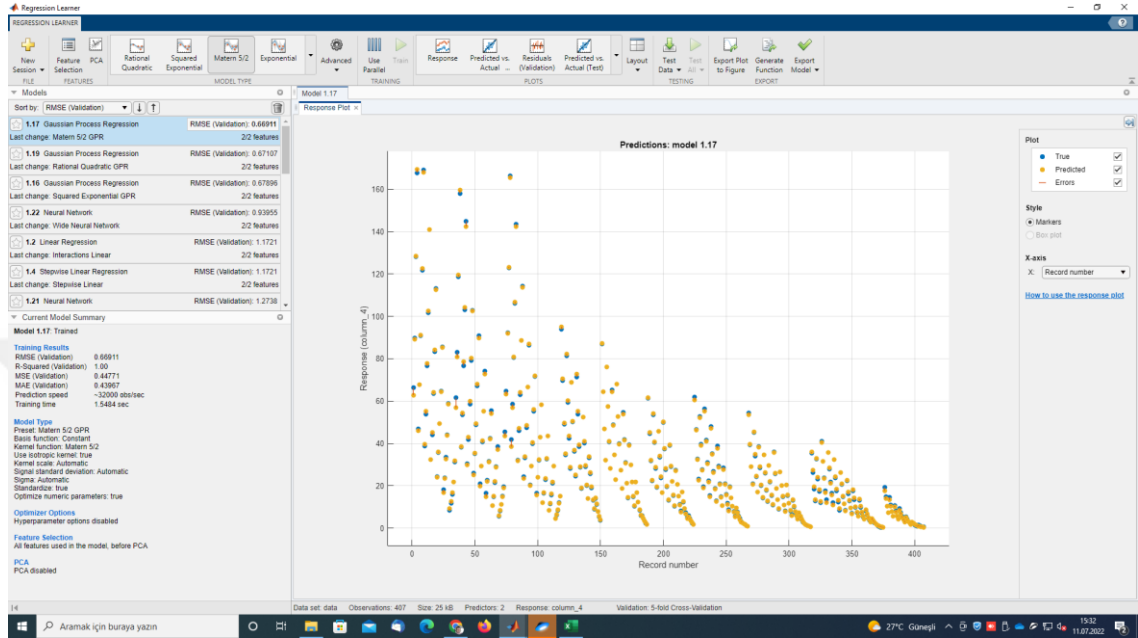 Regression Learner
REGRESSION LEARNER
New Session
Feature Selection
PCA
Rational Quadratic
Squared Exponential
Matern 5/2
Exponential
Advanced
Use Parallel
Train
Response
Predicted vs. Actual ...
Residuals (Validation)
Predicted vs. Actual (Test)
Layout
Test Data
Test All
Export Plot to Figure
Generate Function
Export Model
FILE
FEATURES
MODEL TYPE
TRAINING
PLOTS
TESTING
EXPORT
Models
Sort by: RMSE (Validation)
1.17 Gaussian Process Regression RMSE (Validation): 0.66911
Last change: Matern 5/2 GPR 2/2 features
1.19 Gaussian Process Regression RMSE (Validation): 0.67107
Last change: Rational Quadratic GPR 2/2 features
1.16 Gaussian Process Regression RMSE (Validation): 0.67896
Last change: Squared Exponential GPR 2/2 features
1.22 Neural Network RMSE (Validation): 0.93955
Last change: Wide Neural Network 2/2 features
1.2 Linear Regression RMSE (Validation): 1.1721
Last change: Interactions Linear 2/2 features
1.4 Stepwise Linear Regression RMSE (Validation): 1.1721
Last change: Stepwise Linear 2/2 features
1.21 Neural Network RMSE (Validation): 1.2738
Current Model Summary
Model 1.17: Trained
Training Results
RMSE (Validation) 0.66911
R-Squared (Validation) 1.00
MSE (Validation) 0.44771
MAE (Validation) 0.43967
Prediction speed ~32000 obs/sec
Training time 1.5484 sec
Model Type
Preset: Matern 5/2 GPR
Basis function: Constant
Kernel function: Matern 5/2
Use isotropic kernel: true
Kernel scale: Automatic
Signal standard deviation: Automatic
Sigma: Automatic
Standardize: true
Optimize numeric parameters: true
Optimizer Options
Hyperparameter options disabled
Feature Selection
All features used in the model, before PCA
PCA
PCA disabled
Model 1.17
Response Plot
Predictions: model 1.17
Response (column_4)
160
140
120
100
80
60
40
20
0
0 50 100 150 200 250 300 350 400
Record number
Plot
True
Predicted
Errors
Style
Markers
Box plot
X-axis
X: Record number
How to use the response plot
Data set: data Observations: 407 Size: 25 kB Predictors: 2 Response: column_4 Validation: 5-fold Cross-Validation
Aramak için buraya yazın
27°C Güneşli
15:32
11.07.2022